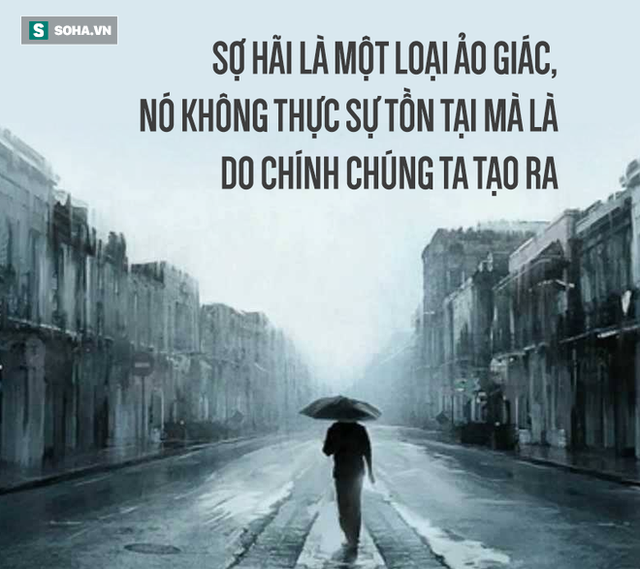 S SOHA.VN
SỢ HÃI LÀ MỘT LOẠI ẢO GIÁC,
NÓ KHÔNG THỰC SỰ TỒN TẠI MÀ LÀ
DO CHÍNH CHÚNG TA TẠO RA